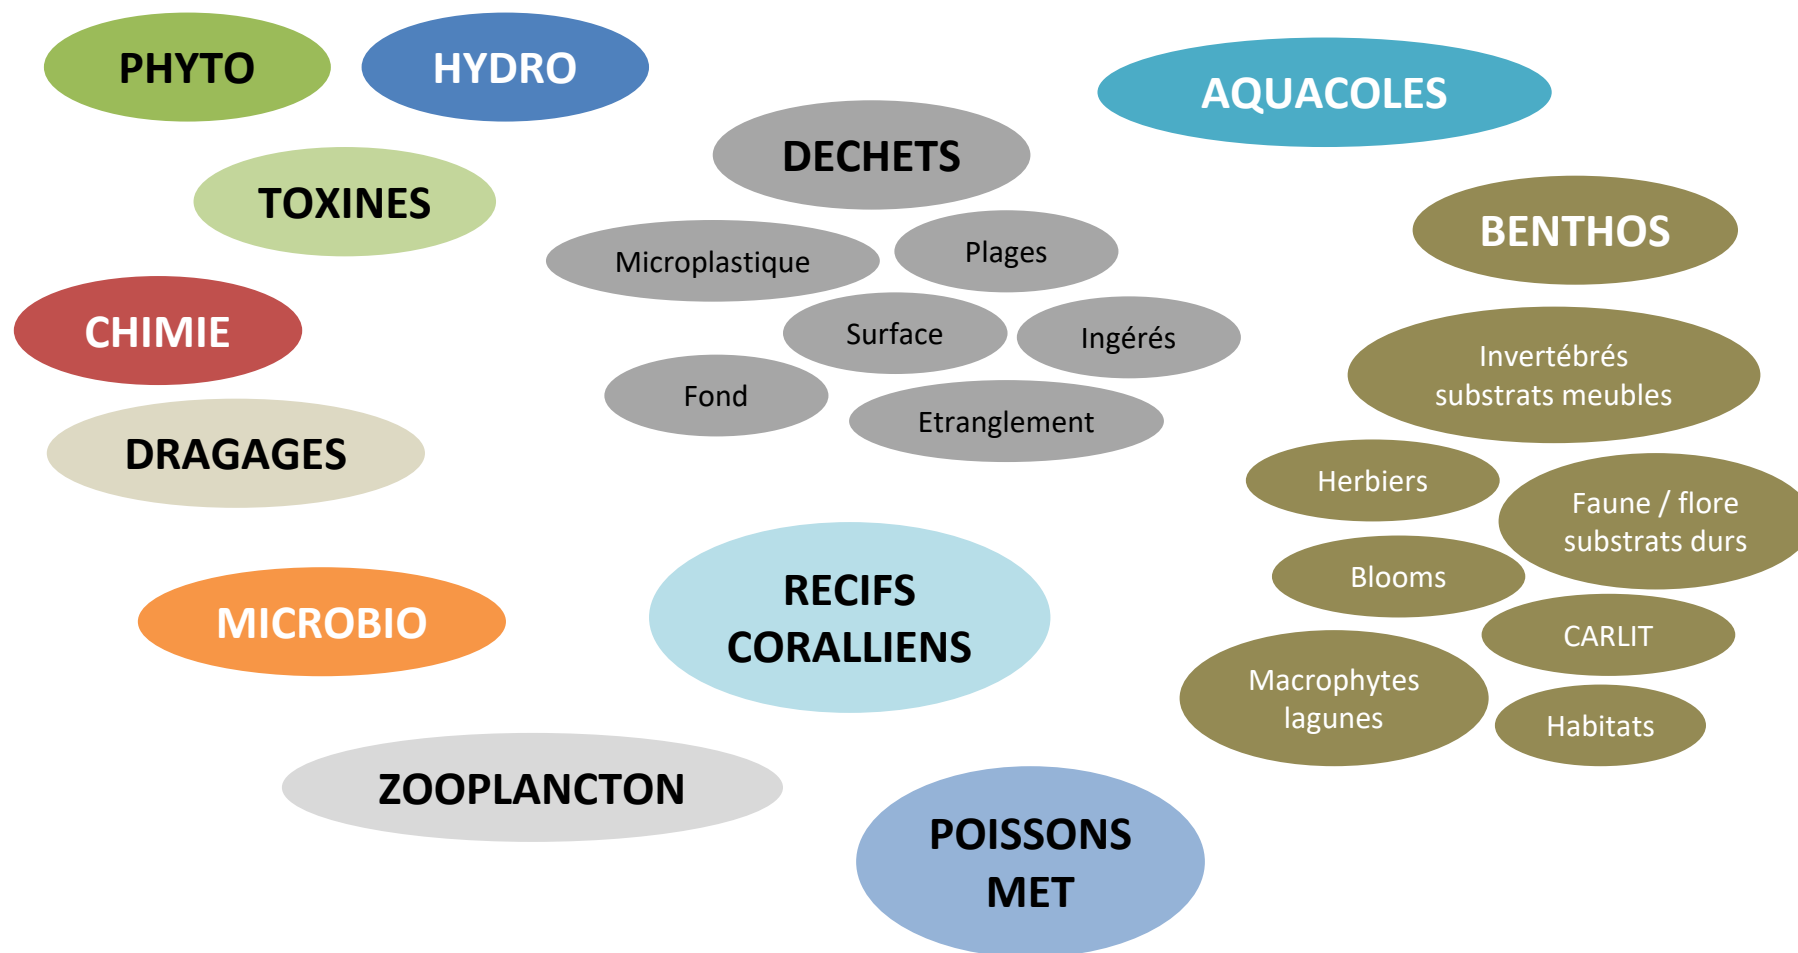 PHYTO
HYDRO
AQUACOLES
DECHETS
TOXINES
BENTHOS
Microplastique
Plages
CHIMIE
Surface
Ingérés
Invertébrés
substrats meubles
Fond
Etranglement
DRAGAGES
Herbiers
Faune / flore
substrats durs
Blooms
RECIFS
CORALLIENS
MICROBIO
CARLIT
Macrophytes
lagunes
Habitats
ZOOPLANCTON
POISSONS
MET